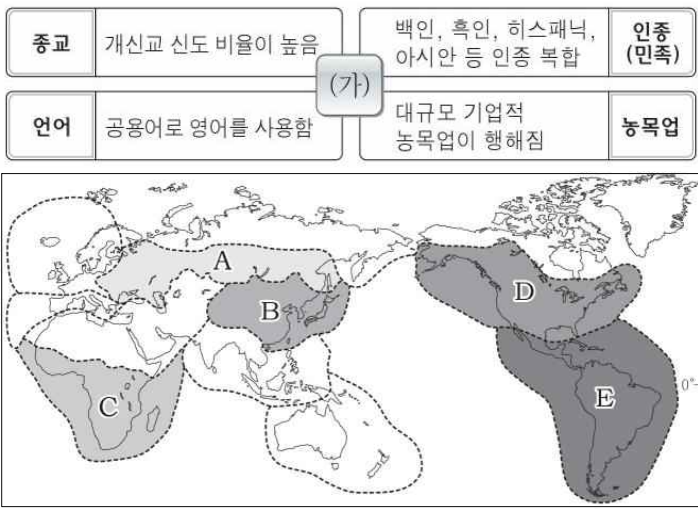 종교
개신교 신도 비율이 높음
백인, 흑인, 히스패닉,
아시안 등 인종 복합
인종
(민족)
(가)
언어
공용어로 영어를 사용함
대규모 기업적
농목업이 행해짐
농목업
A
B
C
D
E
0°